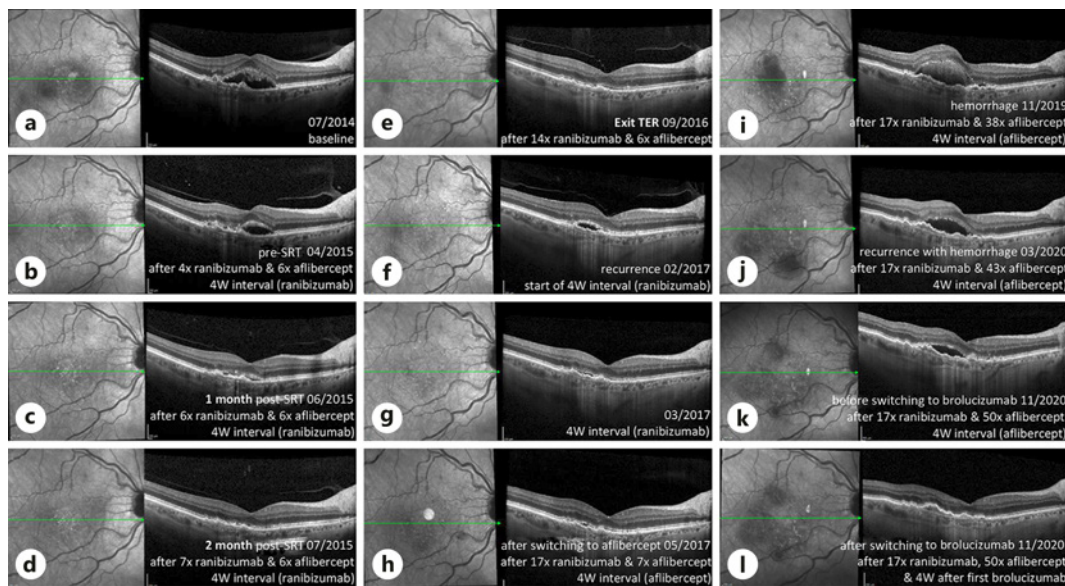 a
07/2014
baseline
b
pre-SRT 04/2015
after 4x ranibizumab & 6x aflibercept
4W interval (ranibizumab)
c
1 month post-SRT 06/2015
after 6x ranibizumab & 6x aflibercept
4W interval (ranibizumab)
d
2 month post-SRT 07/2015
after 7x ranibizumab & 6x aflibercept
4W interval (ranibizumab)
e
Exit TER 09/2016
after 14x ranibizumab & 6x aflibercept
f
recurrence 02/2017
start of 4W interval (ranibizumab)
g
03/2017
4W interval (ranibizumab)
h
after switching to aflibercept 05/2017
after 17x ranibizumab & 7x aflibercept
4W interval (aflibercept)
i
hemorrhage 11/2019
after 17x ranibizumab & 38x aflibercept
4W interval (aflibercept)
j
recurrence with hemorrhage 03/2020
after 17x ranibizumab & 43x aflibercept
4W interval (aflibercept)
k
before switching to brolucizumab 11/2020
after 17x ranibizumab & 50x aflibercept
4W interval (aflibercept)
l
after switching to brolucizumab 11/2020
after 17x ranibizumab, 50x aflibercept
& 4W after first brolucizumab